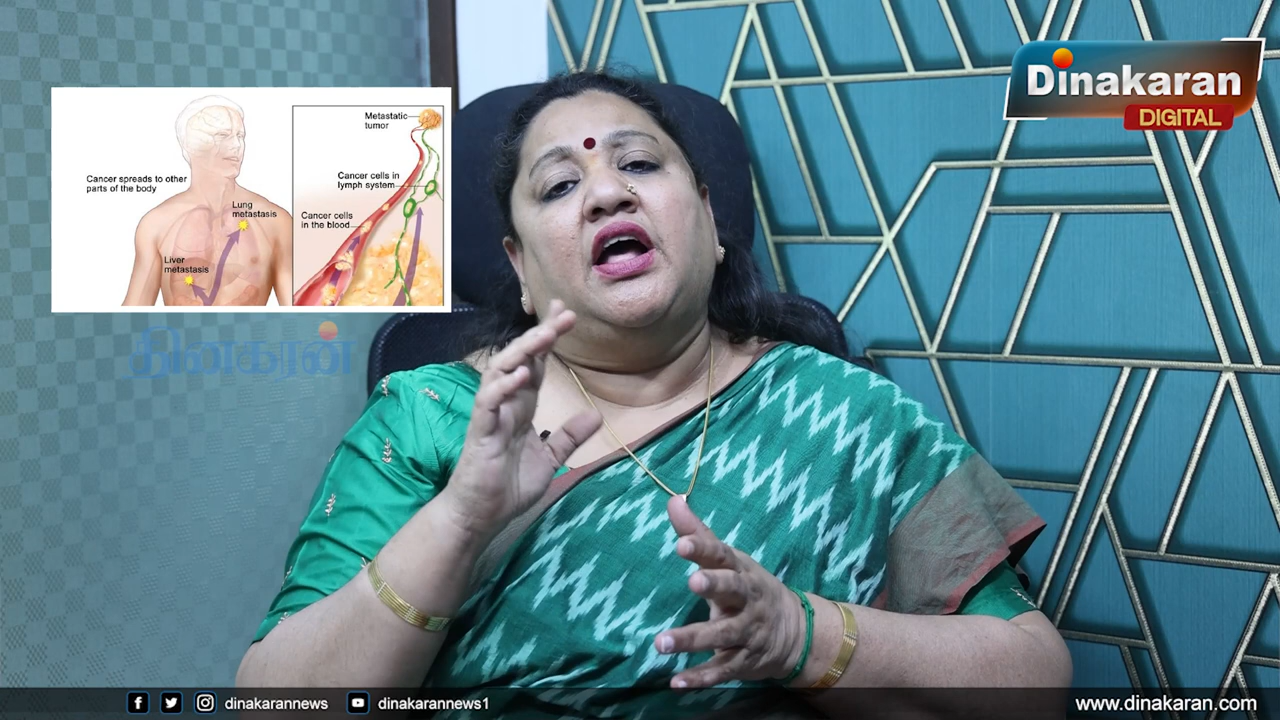 Dinakaran
DIGITAL
Metastatic
tumor
Cancer spreads to other
parts of the body
Cancer cells in
lymph system
Lung
metastasis
Cancer cells
in the blood
Liver
metastasis
தினகரன்
dinakarannews
dinakarannews1
www.dinakaran.com